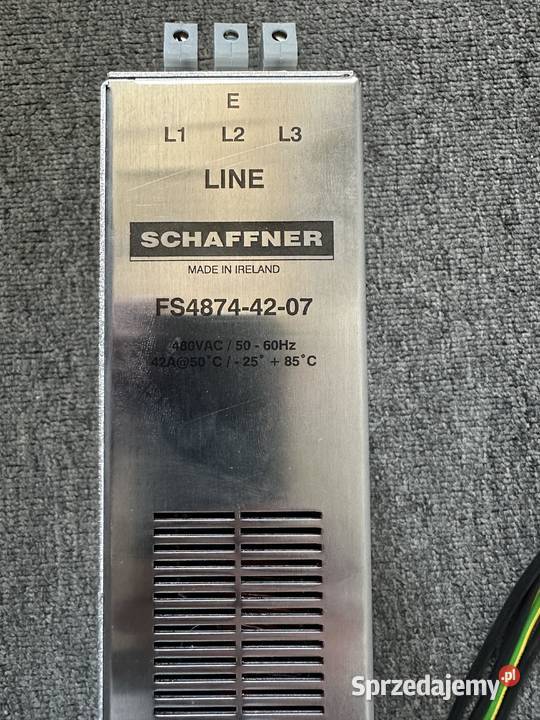 E
L1 L2 L3
LINE
SCHAFFNER
MADE IN IRELAND
FS4874-42-07
480VAC / 50 - 60Hz
42A@50°C / - 25° + 85°C
Sprzedajemy.pl